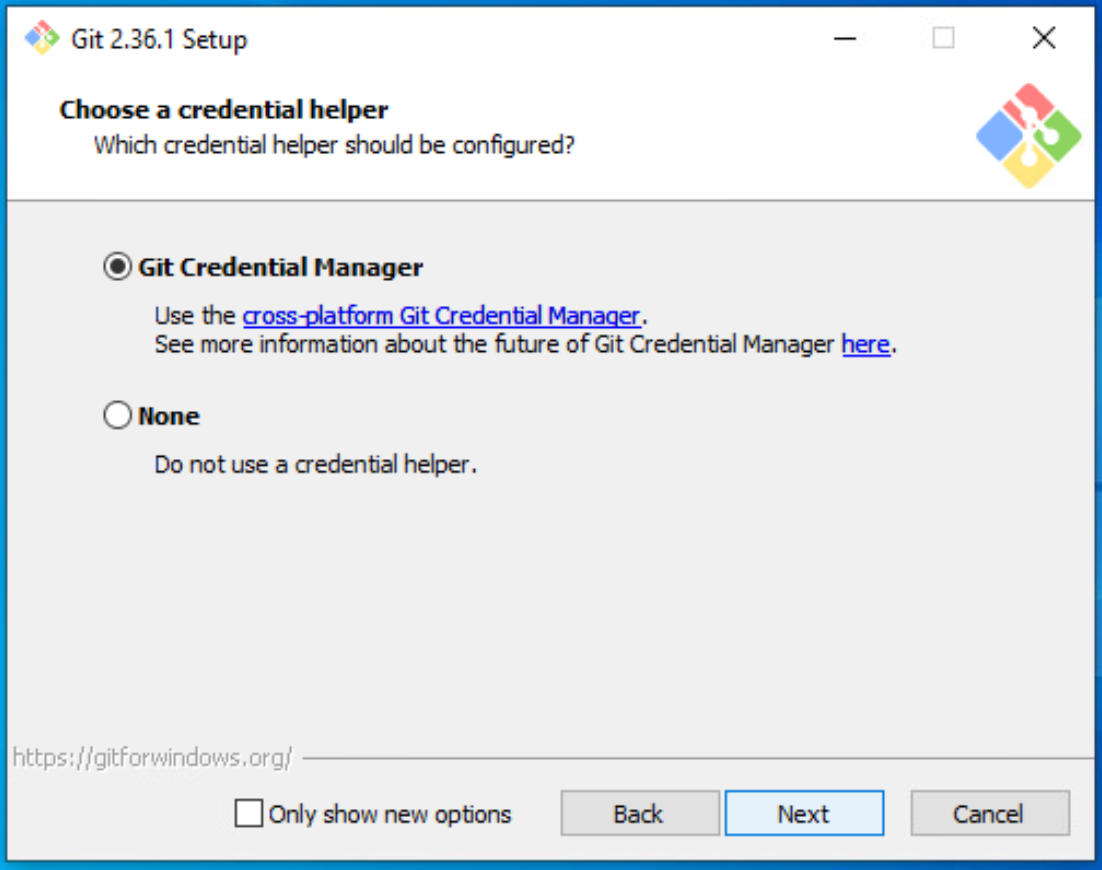 Git 2.36.1 Setup
Choose a credential helper
Which credential helper should be configured?
Git Credential Manager
Use the cross-platform Git Credential Manager.
See more information about the future of Git Credential Manager here.
None
Do not use a credential helper.
https://gitforwindows.org/
Only show new options
Back
Next
Cancel